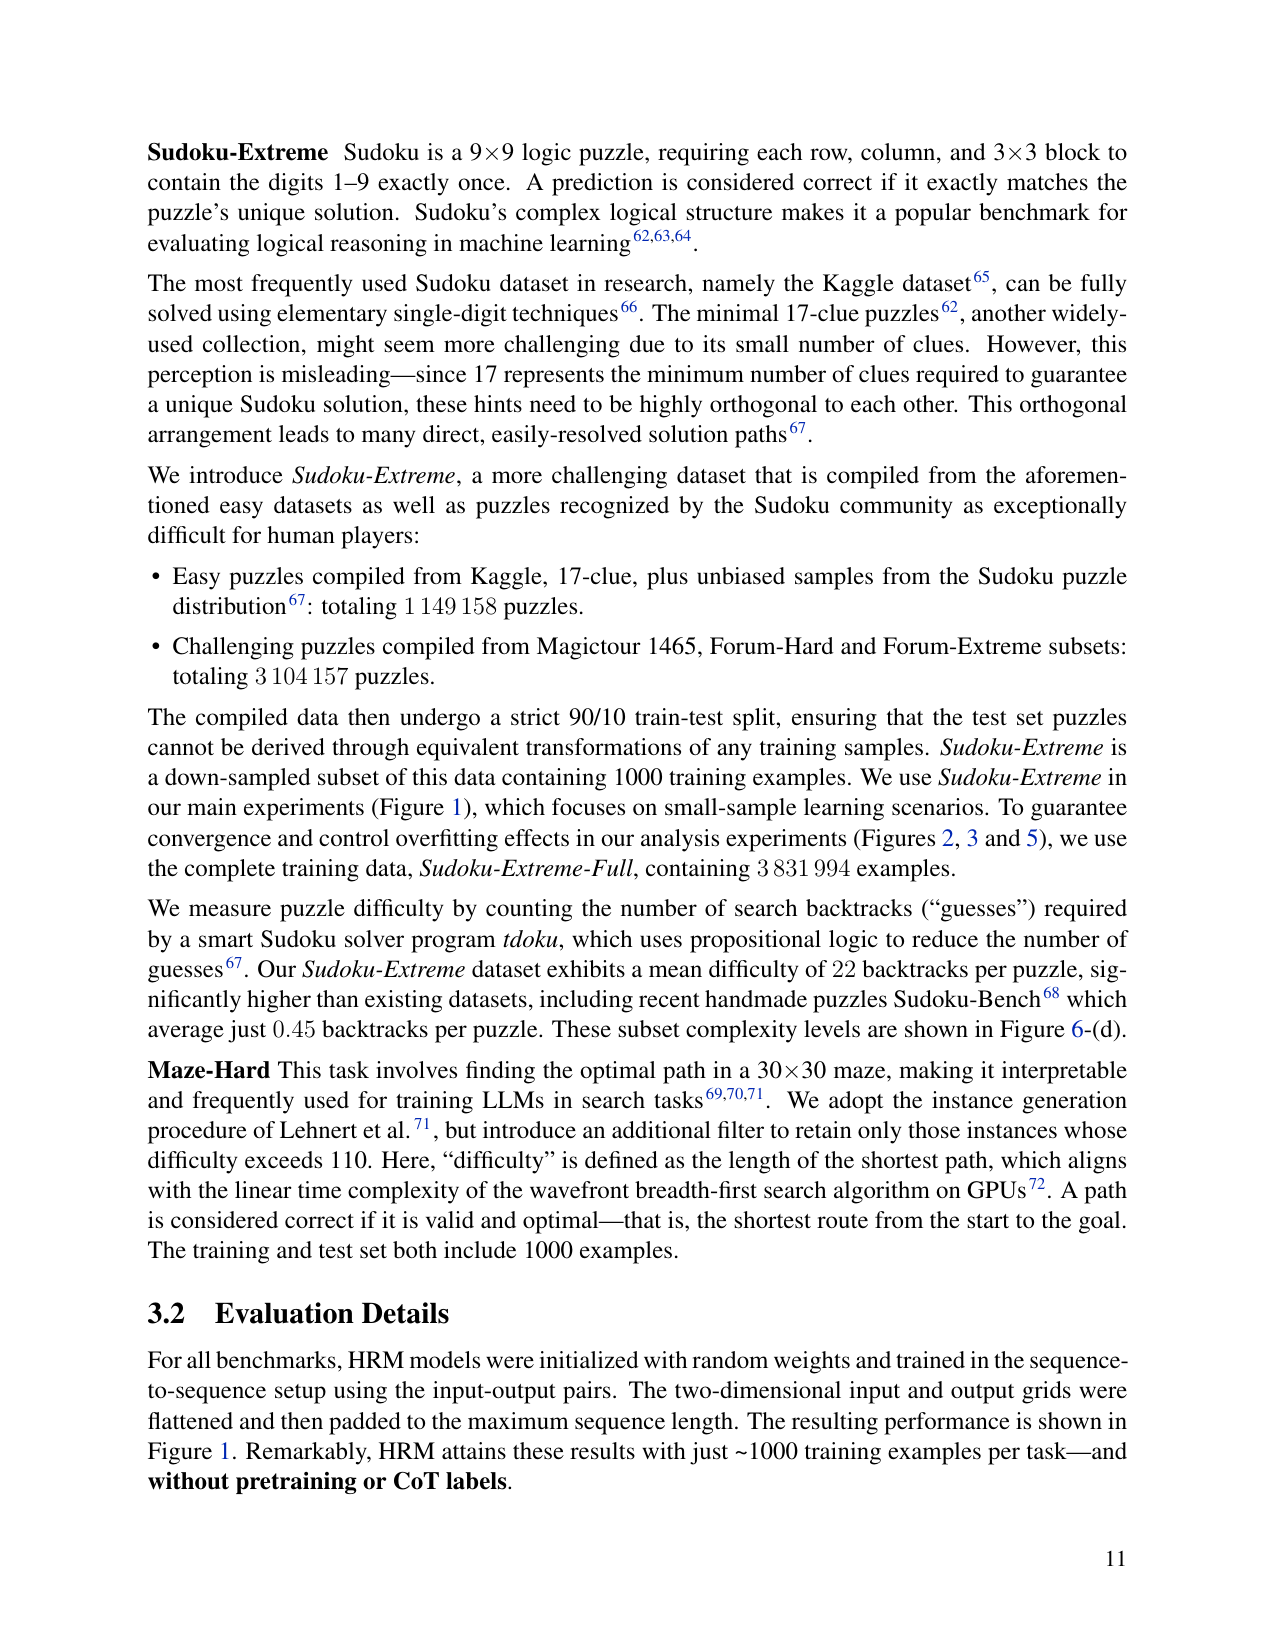 Sudoku-Extreme Sudoku is a 9×9 logic puzzle, requiring each row, column, and 3×3 block to
contain the digits 1–9 exactly once. A prediction is considered correct if it exactly matches the
puzzle's unique solution. Sudoku's complex logical structure makes it a popular benchmark for
evaluating logical reasoning in machine learning62,63,64.
The most frequently used Sudoku dataset in research, namely the Kaggle dataset65, can be fully
solved using elementary single-digit techniques66. The minimal 17-clue puzzles62, another widely-
used collection, might seem more challenging due to its small number of clues. However, this
perception is misleading—since 17 represents the minimum number of clues required to guarantee
a unique Sudoku solution, these hints need to be highly orthogonal to each other. This orthogonal
arrangement leads to many direct, easily-resolved solution paths67.
We introduce Sudoku-Extreme, a more challenging dataset that is compiled from the aforemen-
tioned easy datasets as well as puzzles recognized by the Sudoku community as exceptionally
difficult for human players:
• Easy puzzles compiled from Kaggle, 17-clue, plus unbiased samples from the Sudoku puzzle
distribution67: totaling 1 149 158 puzzles.
• Challenging puzzles compiled from Magictour 1465, Forum-Hard and Forum-Extreme subsets:
totaling 3 104 157 puzzles.
The compiled data then undergo a strict 90/10 train-test split, ensuring that the test set puzzles
cannot be derived through equivalent transformations of any training samples. Sudoku-Extreme is
a down-sampled subset of this data containing 1000 training examples. We use Sudoku-Extreme in
our main experiments (Figure 1), which focuses on small-sample learning scenarios. To guarantee
convergence and control overfitting effects in our analysis experiments (Figures 2, 3 and 5), we use
the complete training data, Sudoku-Extreme-Full, containing 3 831 994 examples.
We measure puzzle difficulty by counting the number of search backtracks (“guesses”) required
by a smart Sudoku solver program tdoku, which uses propositional logic to reduce the number of
guesses67. Our Sudoku-Extreme dataset exhibits a mean difficulty of 22 backtracks per puzzle, sig-
nificantly higher than existing datasets, including recent handmade puzzles Sudoku-Bench68 which
average just 0.45 backtracks per puzzle. These subset complexity levels are shown in Figure 6-(d).
Maze-Hard This task involves finding the optimal path in a 30×30 maze, making it interpretable
and frequently used for training LLMs in search tasks69,70,71. We adopt the instance generation
procedure of Lehnert et al.71, but introduce an additional filter to retain only those instances whose
difficulty exceeds 110. Here, “difficulty” is defined as the length of the shortest path, which aligns
with the linear time complexity of the wavefront breadth-first search algorithm on GPUs72. A path
is considered correct if it is valid and optimal—that is, the shortest route from the start to the goal.
The training and test set both include 1000 examples.
3.2 Evaluation Details
For all benchmarks, HRM models were initialized with random weights and trained in the sequence-
to-sequence setup using the input-output pairs. The two-dimensional input and output grids were
flattened and then padded to the maximum sequence length. The resulting performance is shown in
Figure 1. Remarkably, HRM attains these results with just ~1000 training examples per task—and
without pretraining or CoT labels.
11